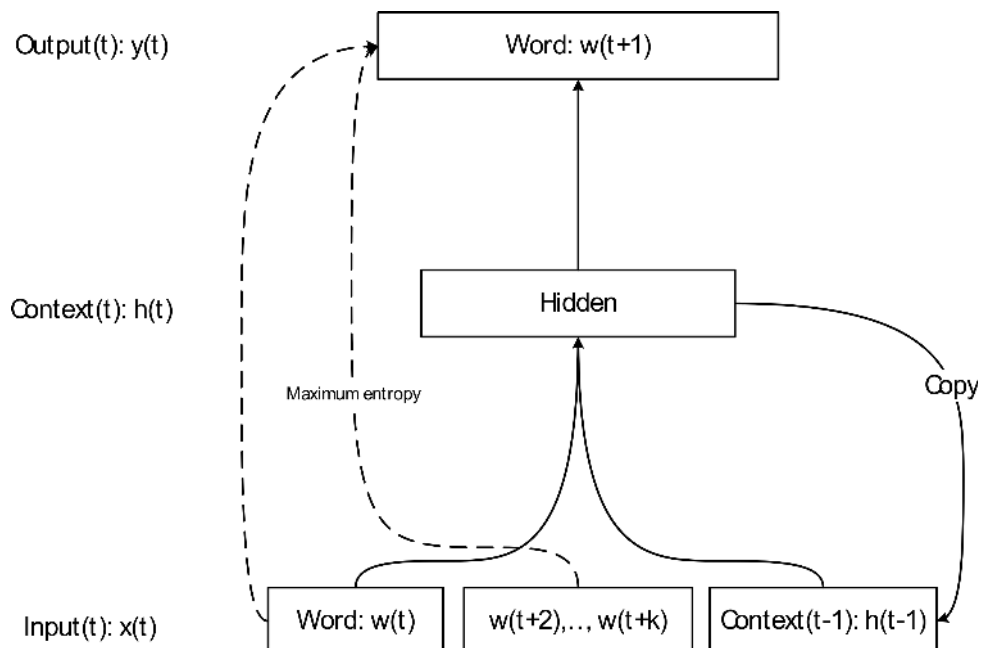 Output(t): y(t)
Word: w(t+1)
Context(t): h(t)
Hidden
Maximum entropy
Copy
Input(t): x(t)
Word: w(t)
w(t+2),.., w(t+k)
Context(t-1): h(t-1)